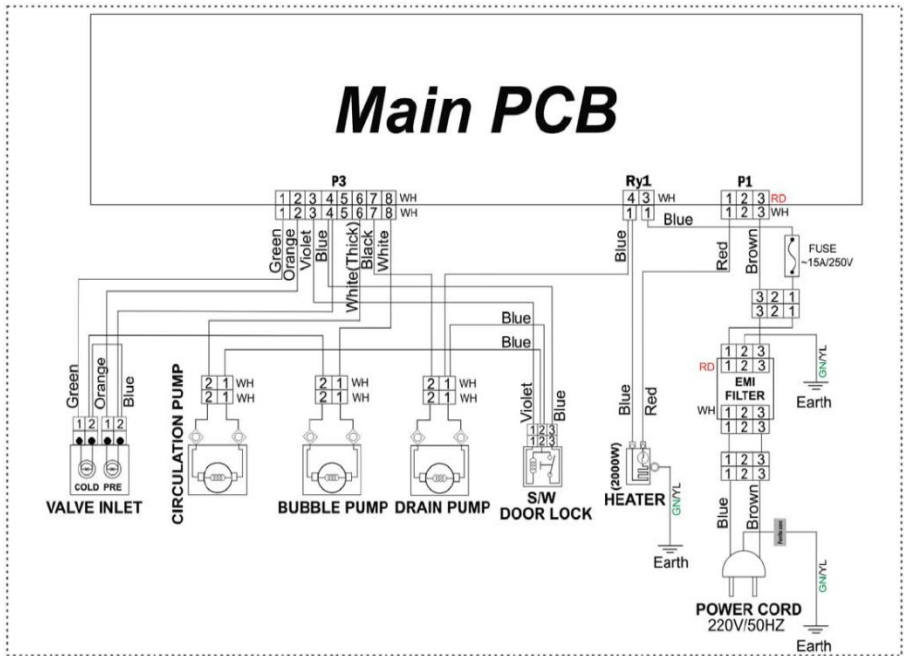 Main PCB
P3
Ry1
P1
1 2 3 4 5 6 7 8 WH
1 2 3 4 5 6 7 8 WH
4 3 WH
1 1
1 2 3 RD
1 2 3 WH
Green
Orange
Violet
Blue
White(Thick)
Black
White
Blue
Blue
Red
Brown
FUSE
~15A/250V
3 2 1
3 2 1
Blue
Blue
GN/YL
Earth
1 2 3
RD
EMI
FILTER
WH
1 2 3
1 2 3
1 2 3
Green
Orange
Blue
1 2 1 2
COLD PRE
VALVE INLET
CIRCULATION PUMP
2 1 WH
2 1 WH
2 1 WH
2 1 WH
BUBBLE PUMP
2 1 WH
2 1 WH
DRAIN PUMP
Violet
Blue
1 2 3
1 2 3
S/W
DOOR LOCK
Blue
Red
(2000W)
HEATER
GN/YL
Earth
Blue
Brown
GN/YL
POWER CORD
220V/50HZ
Earth